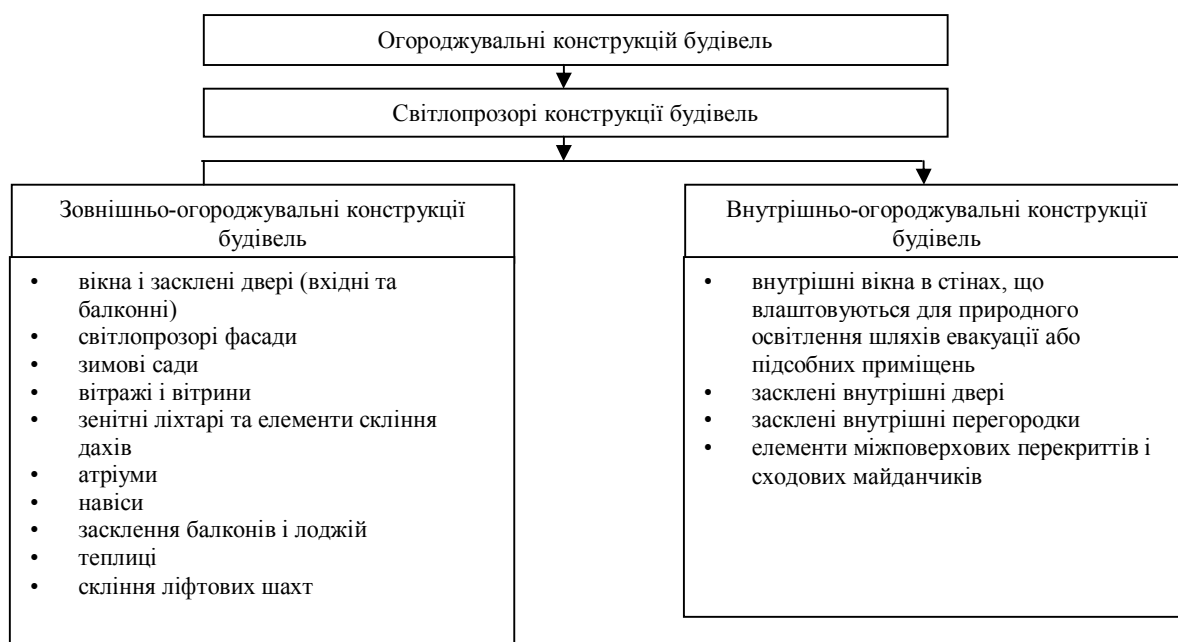 Огороджувальні конструкцій будівель
Світлопрозорі конструкції будівель
Зовнішньо-огороджувальні конструкції
будівель
• вікна і засклені двері (вхідні та
балконні)
• світлопрозорі фасади
• зимові сади
• вітражі і вітрини
• зенітні ліхтарі та елементи скління
дахів
• атріуми
• навіси
• засклення балконів і лоджій
• теплиці
• скління ліфтових шахт
Внутрішньо-огороджувальні конструкції
будівель
• внутрішні вікна в стінах, що
влаштовуються для природного
освітлення шляхів евакуації або
підсобних приміщень
• засклені внутрішні двері
• засклені внутрішні перегородки
• елементи міжповерхових перекриттів і
сходових майданчиків